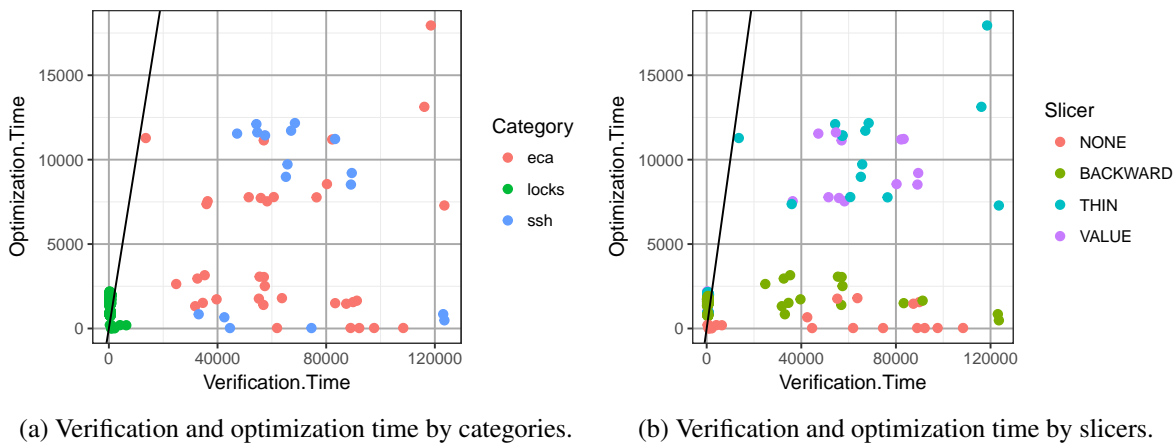 15000
10000
5000
0
Optimization.Time
0 40000 80000 120000
Verification.Time
Category
eca
locks
ssh
(a) Verification and optimization time by categories.
15000
10000
5000
0
Optimization.Time
0 40000 80000 120000
Verification.Time
Slicer
NONE
BACKWARD
THIN
VALUE
(b) Verification and optimization time by slicers.